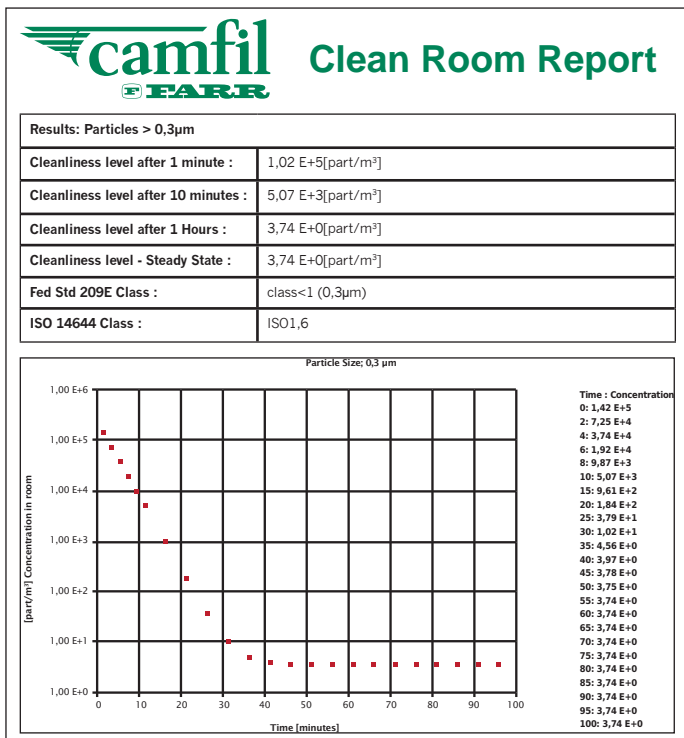 camfil
FARR
Clean Room Report
Results: Particles > 0,3µm
Cleanliness level after 1 minute : 1,02 E+5[part/m³]
Cleanliness level after 10 minutes : 5,07 E+3[part/m³]
Cleanliness level after 1 Hours : 3,74 E+0[part/m³]
Cleanliness level - Steady State : 3,74 E+0[part/m³]
Fed Std 209E Class : class<1 (0,3µm)
ISO 14644 Class : ISO1,6
Particle Size; 0,3 µm
[part/m³] Concentration in room
1,00 E+6
1,00 E+5
1,00 E+4
1,00 E+3
1,00 E+2
1,00 E+1
1,00 E+0
0 10 20 30 40 50 60 70 80 90 100
Time [minutes]
Time : Concentration
0: 1,42 E+5
2: 7,25 E+4
4: 3,74 E+4
6: 1,92 E+4
8: 9,87 E+3
10: 5,07 E+3
15: 9,61 E+2
20: 1,84 E+2
25: 3,79 E+1
30: 1,02 E+1
35: 4,56 E+0
40: 3,97 E+0
45: 3,78 E+0
50: 3,75 E+0
55: 3,74 E+0
60: 3,74 E+0
65: 3,74 E+0
70: 3,74 E+0
75: 3,74 E+0
80: 3,74 E+0
85: 3,74 E+0
90: 3,74 E+0
95: 3,74 E+0
100: 3,74 E+0